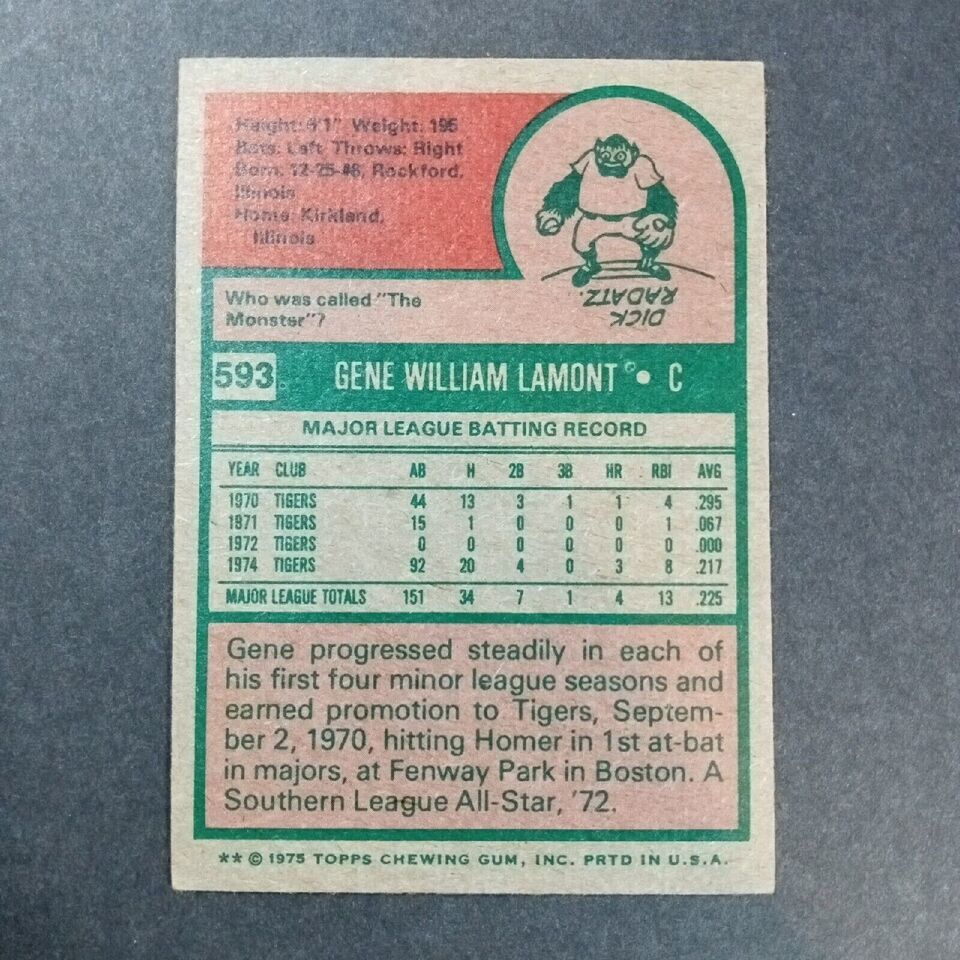 Height: 6'1" Weight: 195
Bats: Left Throws: Right
Born: 12-25-46, Rockford,
Illinois
Home: Kirkland,
Illinois
Who was called "The
Monster"?
DICK
RADATZ.
593 GENE WILLIAM LAMONT • C
MAJOR LEAGUE BATTING RECORD
YEAR CLUB AB H 2B 3B HR RBI AVG
1970 TIGERS 44 13 3 1 1 4 .295
1971 TIGERS 15 1 0 0 0 1 .067
1972 TIGERS 0 0 0 0 0 0 .000
1974 TIGERS 92 20 4 0 3 8 .217
MAJOR LEAGUE TOTALS 151 34 7 1 4 13 .225
Gene progressed steadily in each of
his first four minor league seasons and
earned promotion to Tigers, Septem-
ber 2, 1970, hitting Homer in 1st at-bat
in majors, at Fenway Park in Boston. A
Southern League All-Star, '72.
** © 1975 TOPPS CHEWING GUM, INC. PRTD IN U.S.A.